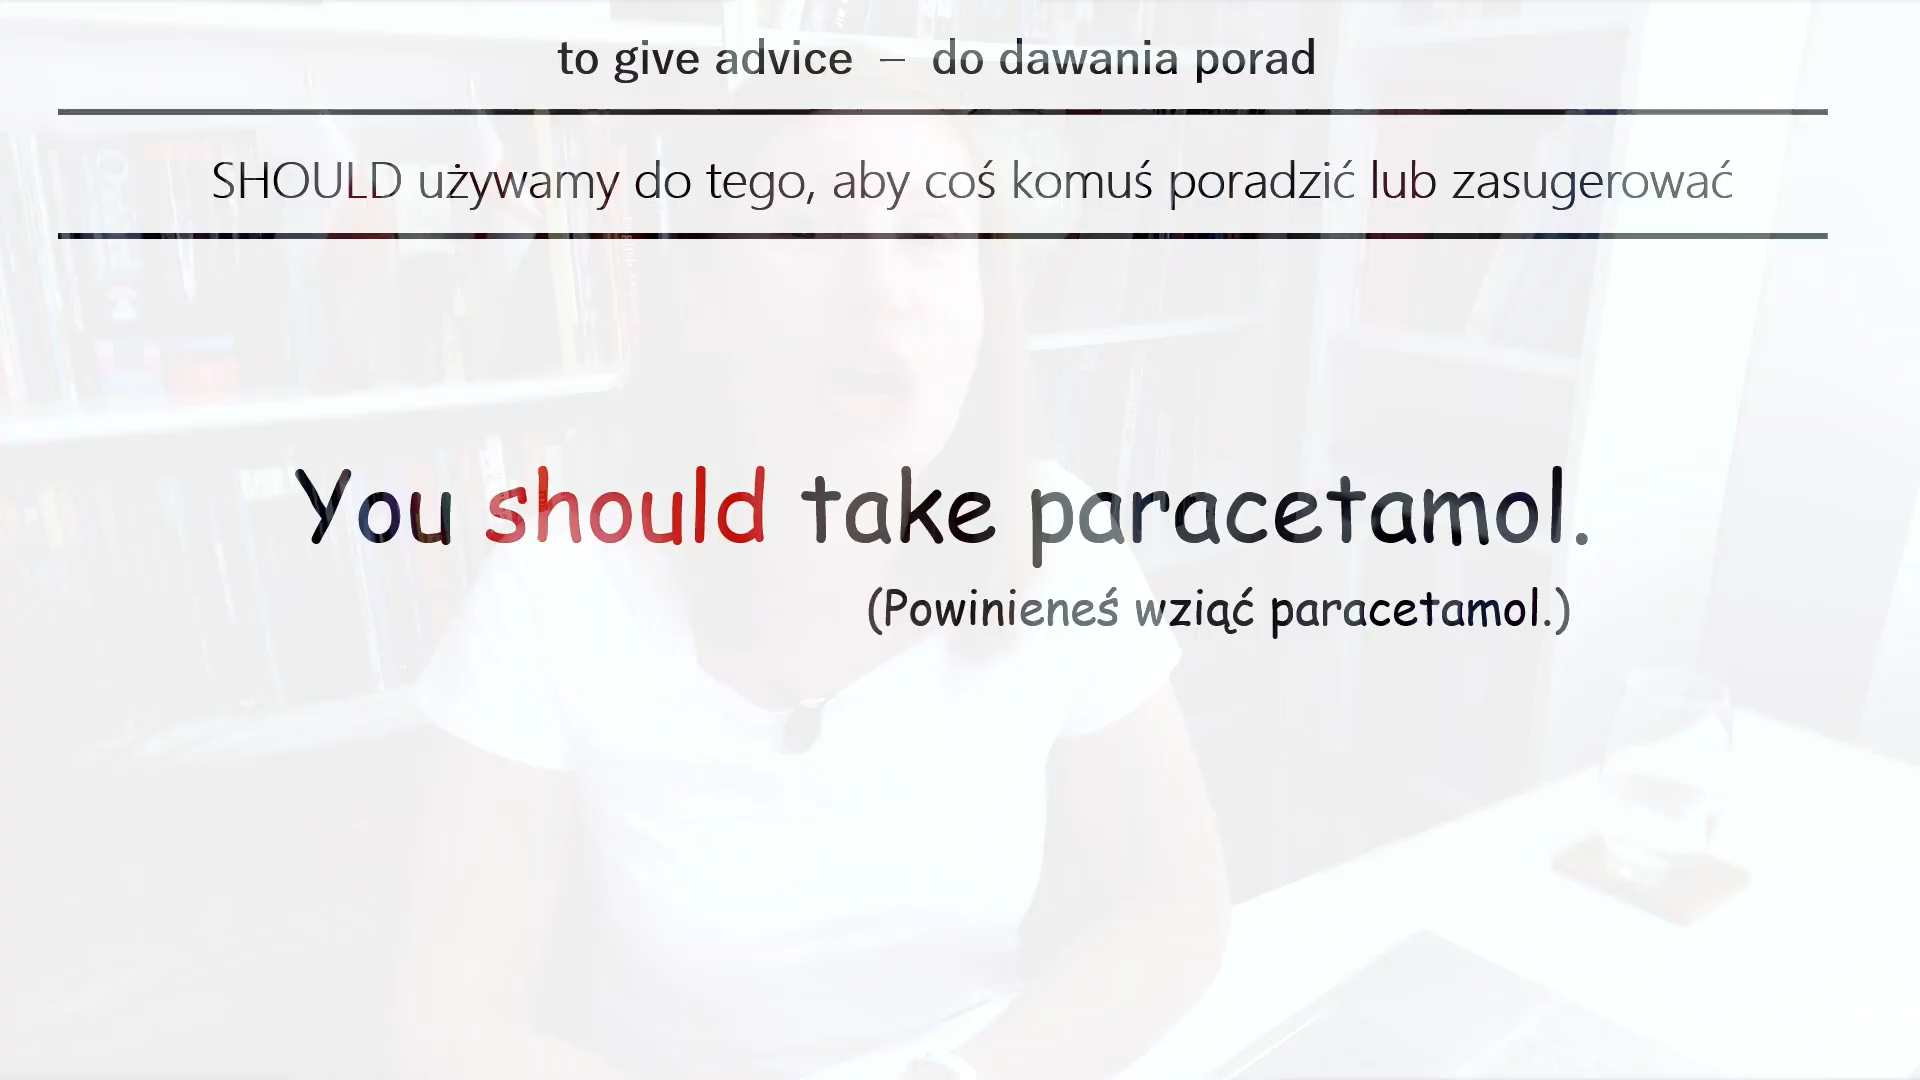 to give advice – do dawania porad
SHOULD używamy do tego, aby coś komuś poradzić lub zasugerować
You should take paracetamol.
(Powinieneś wziąć paracetamol.)